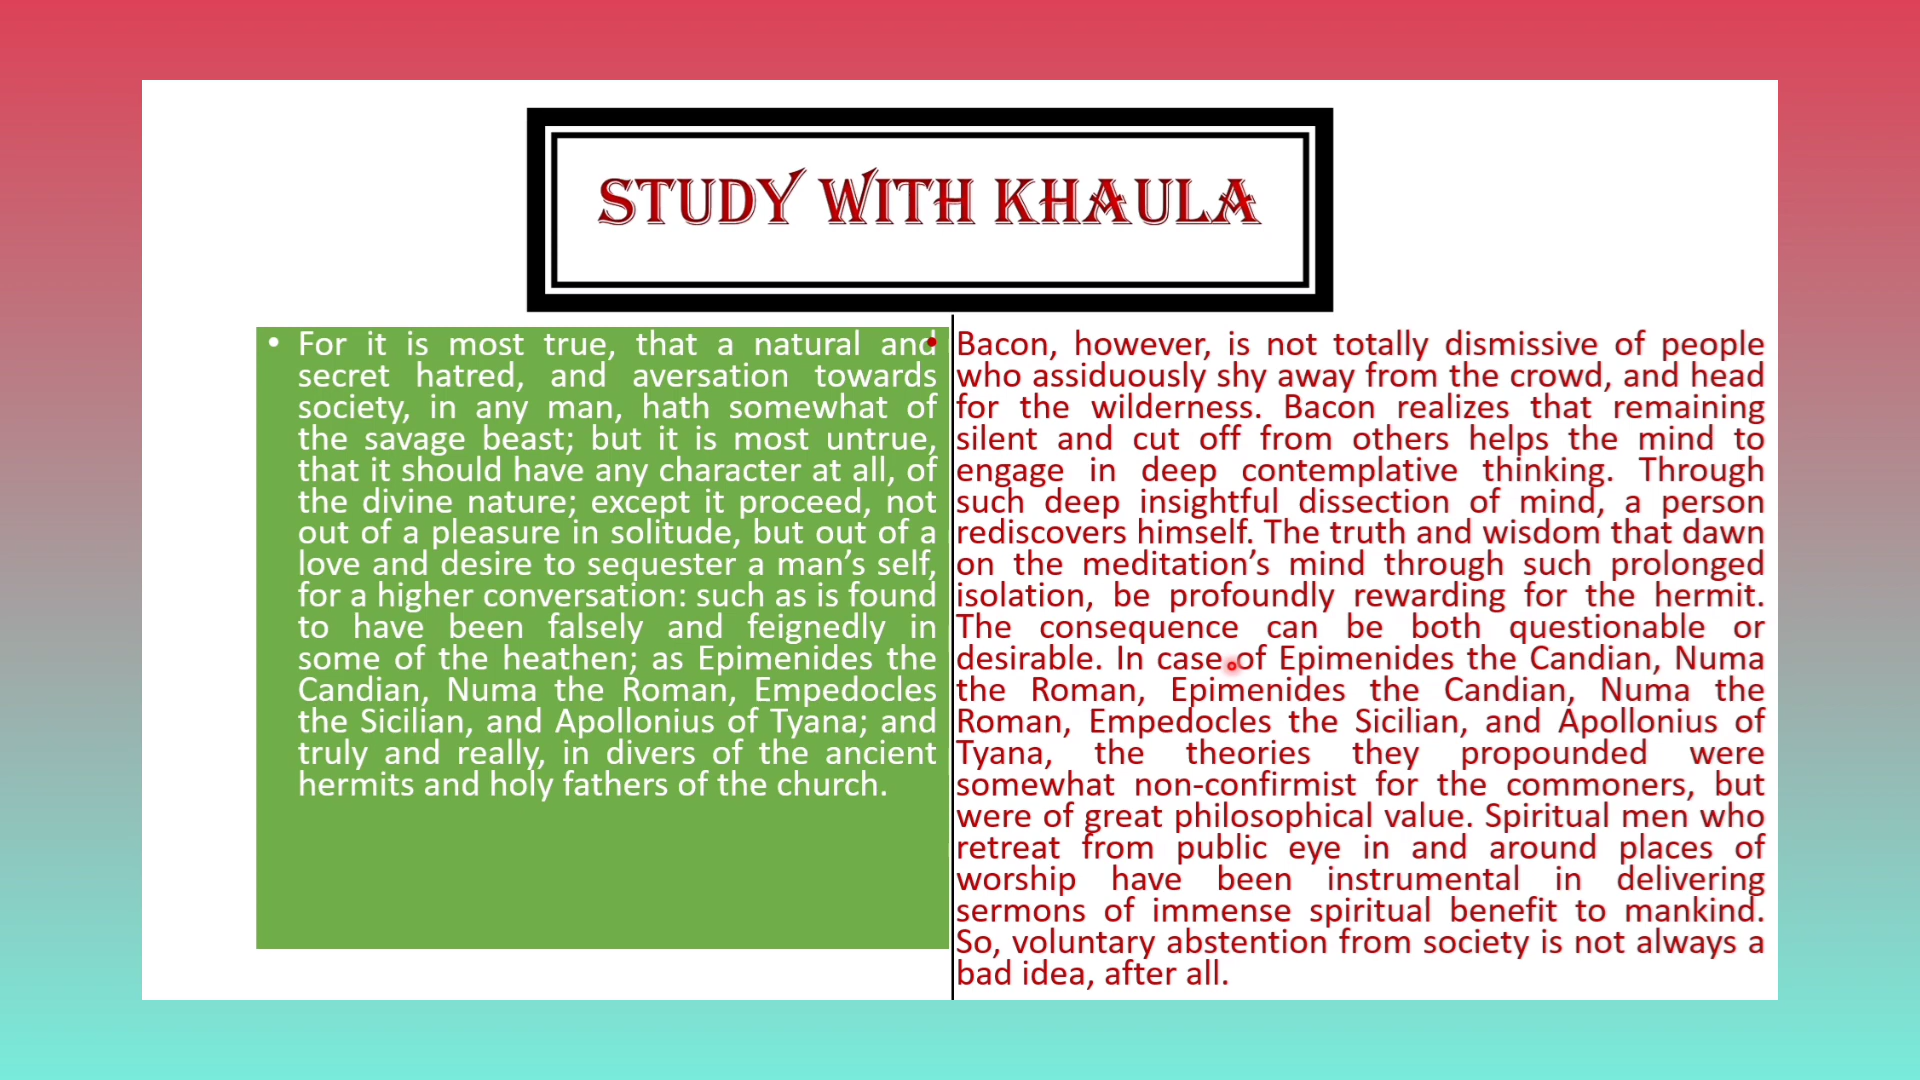 STUDY WITH KHAULA
• For it is most true, that a natural and
secret hatred, and aversation towards
society, in any man, hath somewhat of
the savage beast; but it is most untrue,
that it should have any character at all, of
the divine nature; except it proceed, not
out of a pleasure in solitude, but out of a
love and desire to sequester a man’s self,
for a higher conversation: such as is found
to have been falsely and feignedly in
some of the heathen; as Epimenides the
Candian, Numa the Roman, Empedocles
the Sicilian, and Apollonius of Tyana; and
truly and really, in divers of the ancient
hermits and holy fathers of the church.
• Bacon, however, is not totally dismissive of people
who assiduously shy away from the crowd, and head
for the wilderness. Bacon realizes that remaining
silent and cut off from others helps the mind to
engage in deep contemplative thinking. Through
such deep insightful dissection of mind, a person
rediscovers himself. The truth and wisdom that dawn
on the meditation’s mind through such prolonged
isolation, be profoundly rewarding for the hermit.
The consequence can be both questionable or
desirable. In case of Epimenides the Candian, Numa
the Roman, Epimenides the Candian, Numa the
Roman, Empedocles the Sicilian, and Apollonius of
Tyana, the theories they propounded were
somewhat non-confirmist for the commoners, but
were of great philosophical value. Spiritual men who
retreat from public eye in and around places of
worship have been instrumental in delivering
sermons of immense spiritual benefit to mankind.
So, voluntary abstention from society is not always a
bad idea, after all.